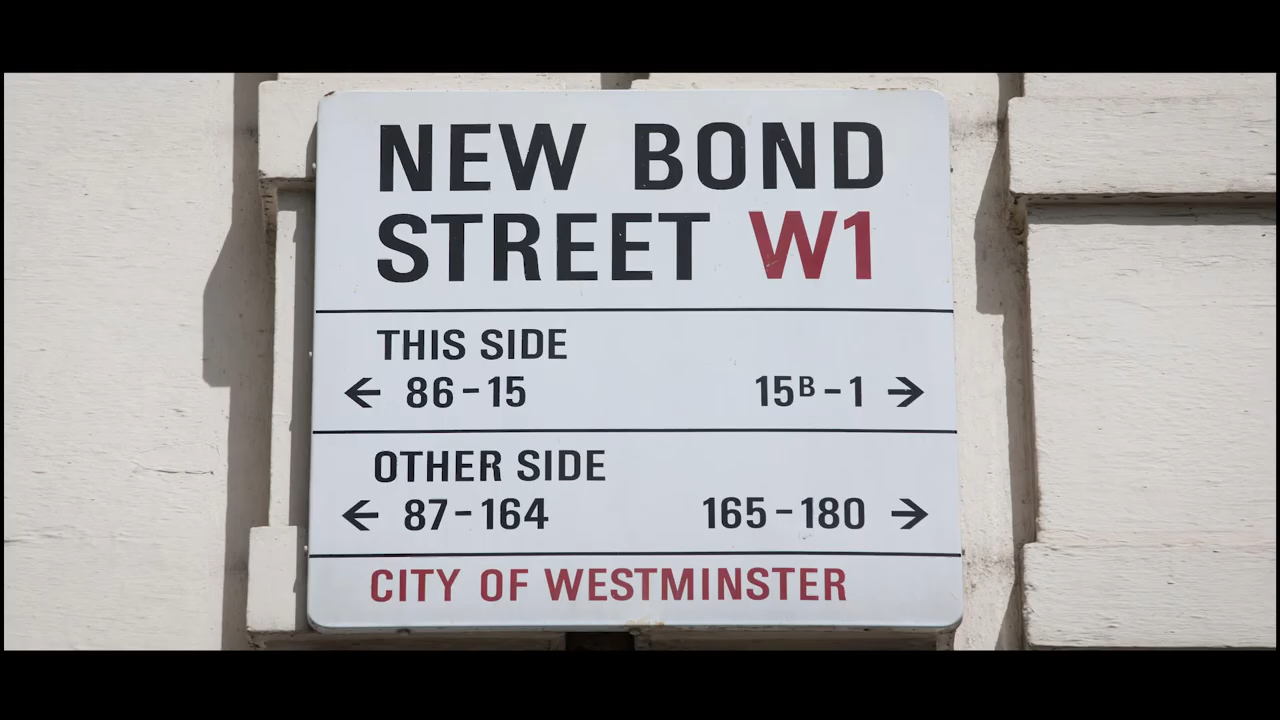 NEW BOND
STREET W1
THIS SIDE
← 86-15 15B-1 →
OTHER SIDE
← 87-164 165-180 →
CITY OF WESTMINSTER